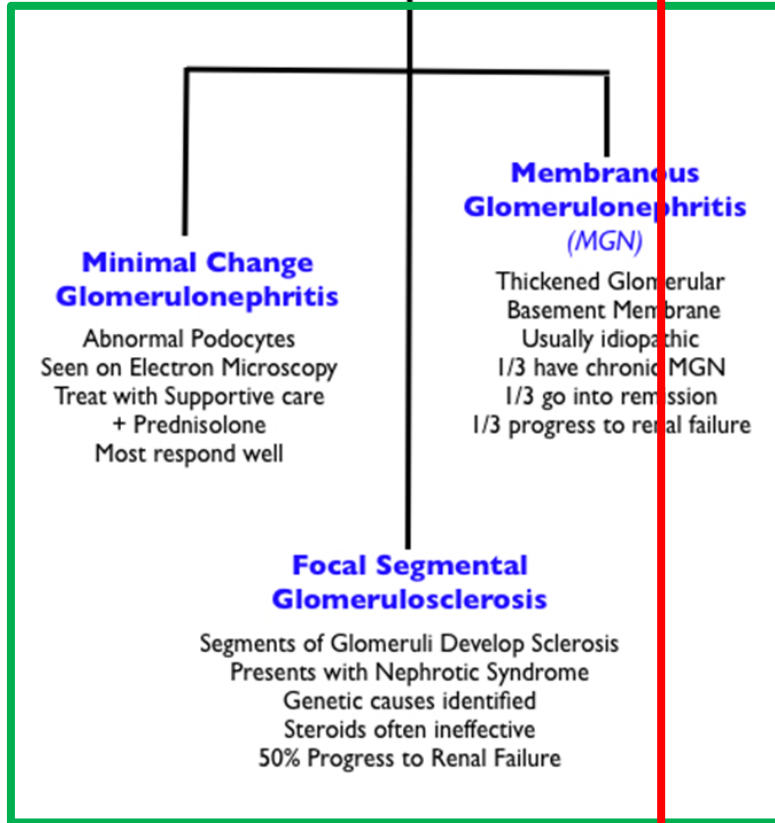 Membranous
Glomerulonephritis
(MGN)
Thickened Glomerular
Basement Membrane
Usually idiopathic
1/3 have chronic MGN
1/3 go into remission
1/3 progress to renal failure
Minimal Change
Glomerulonephritis
Abnormal Podocytes
Seen on Electron Microscopy
Treat with Supportive care
+ Prednisolone
Most respond well
Focal Segmental
Glomerulosclerosis
Segments of Glomeruli Develop Sclerosis
Presents with Nephrotic Syndrome
Genetic causes identified
Steroids often ineffective
50% Progress to Renal Failure